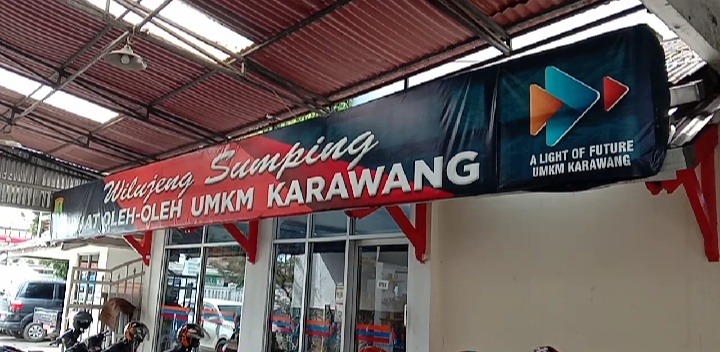 Wilujeng Sumping
OLEH-OLEH UMKM KARAWANG
A LIGHT OF FUTURE
UMKM KARAWANG